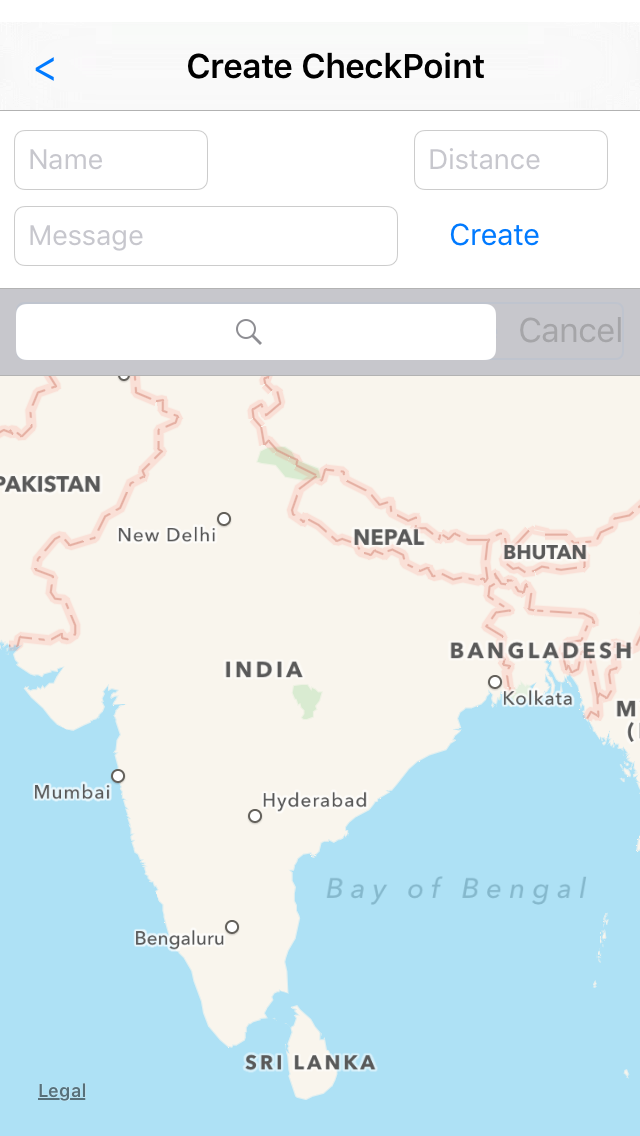 < Create CheckPoint
Name Distance
Message Create
Cancel
PAKISTAN
New Delhi
NEPAL
BHUTAN
BANGLADESH
INDIA
Kolkata
M
(
Mumbai
Hyderabad
Bay of Bengal
Bengaluru
SRI LANKA
Legal